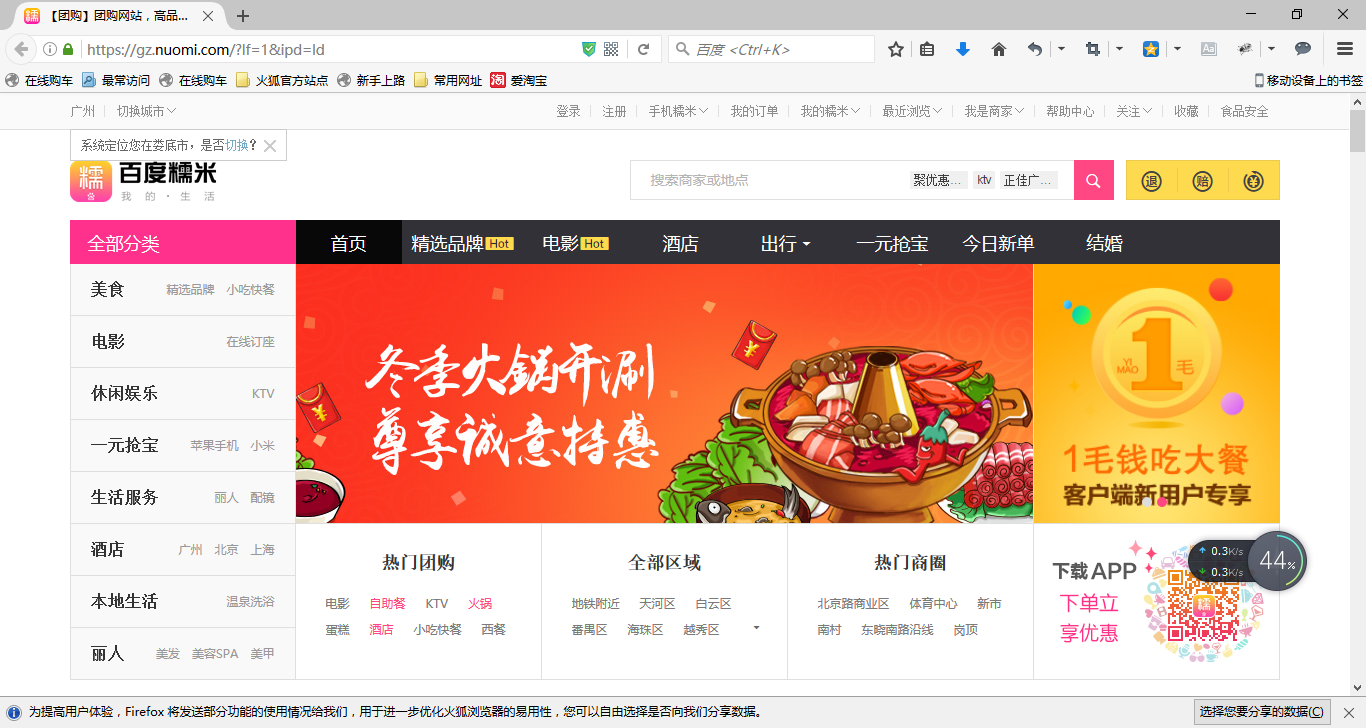 【团购】团购网站，高品...
https://gz.nuomi.com/?lf=1&ipd=ld
百度 <Ctrl+K>
在线购车 最常访问 在线购车 火狐官方站点 新手上路 常用网址 爱淘宝 移动设备上的书签
广州 切换城市 登录 注册 手机糯米 我的订单 我的糯米 最近浏览 我是商家 帮助中心 关注 收藏 食品安全
系统定位您在娄底市，是否切换？
糯 百度糯米
我的·生活
搜索商家或地点 聚优惠... ktv 正佳广... 退 赔
全部分类 首页 精选品牌 Hot 电影 Hot 酒店 出行 一元抢宝 今日新单 结婚
美食 精选品牌 小吃快餐
电影 在线订座
休闲娱乐 KTV
一元抢宝 苹果手机 小米
生活服务 丽人 配镜
酒店 广州 北京 上海
本地生活 温泉洗浴
丽人 美发 美容SPA 美甲
冬季火锅开涮
尊享诚意特惠
1
YI
MAO
毛
1毛钱吃大餐
客户端新用户专享
热门团购
电影 自助餐 KTV 火锅
蛋糕 酒店 小吃快餐 西餐
全部区域
地铁附近 天河区 白云区
番禺区 海珠区 越秀区
热门商圈
北京路商业区 体育中心 新市
南村 东晓南路沿线 岗顶
下载APP
下单立
享优惠
糯
0.3K/s
0.3K/s
44%
为提高用户体验，Firefox 将发送部分功能的使用情况给我们，用于进一步优化火狐浏览器的易用性，您可以自由选择是否向我们分享数据。 选择您要分享的数据(C)